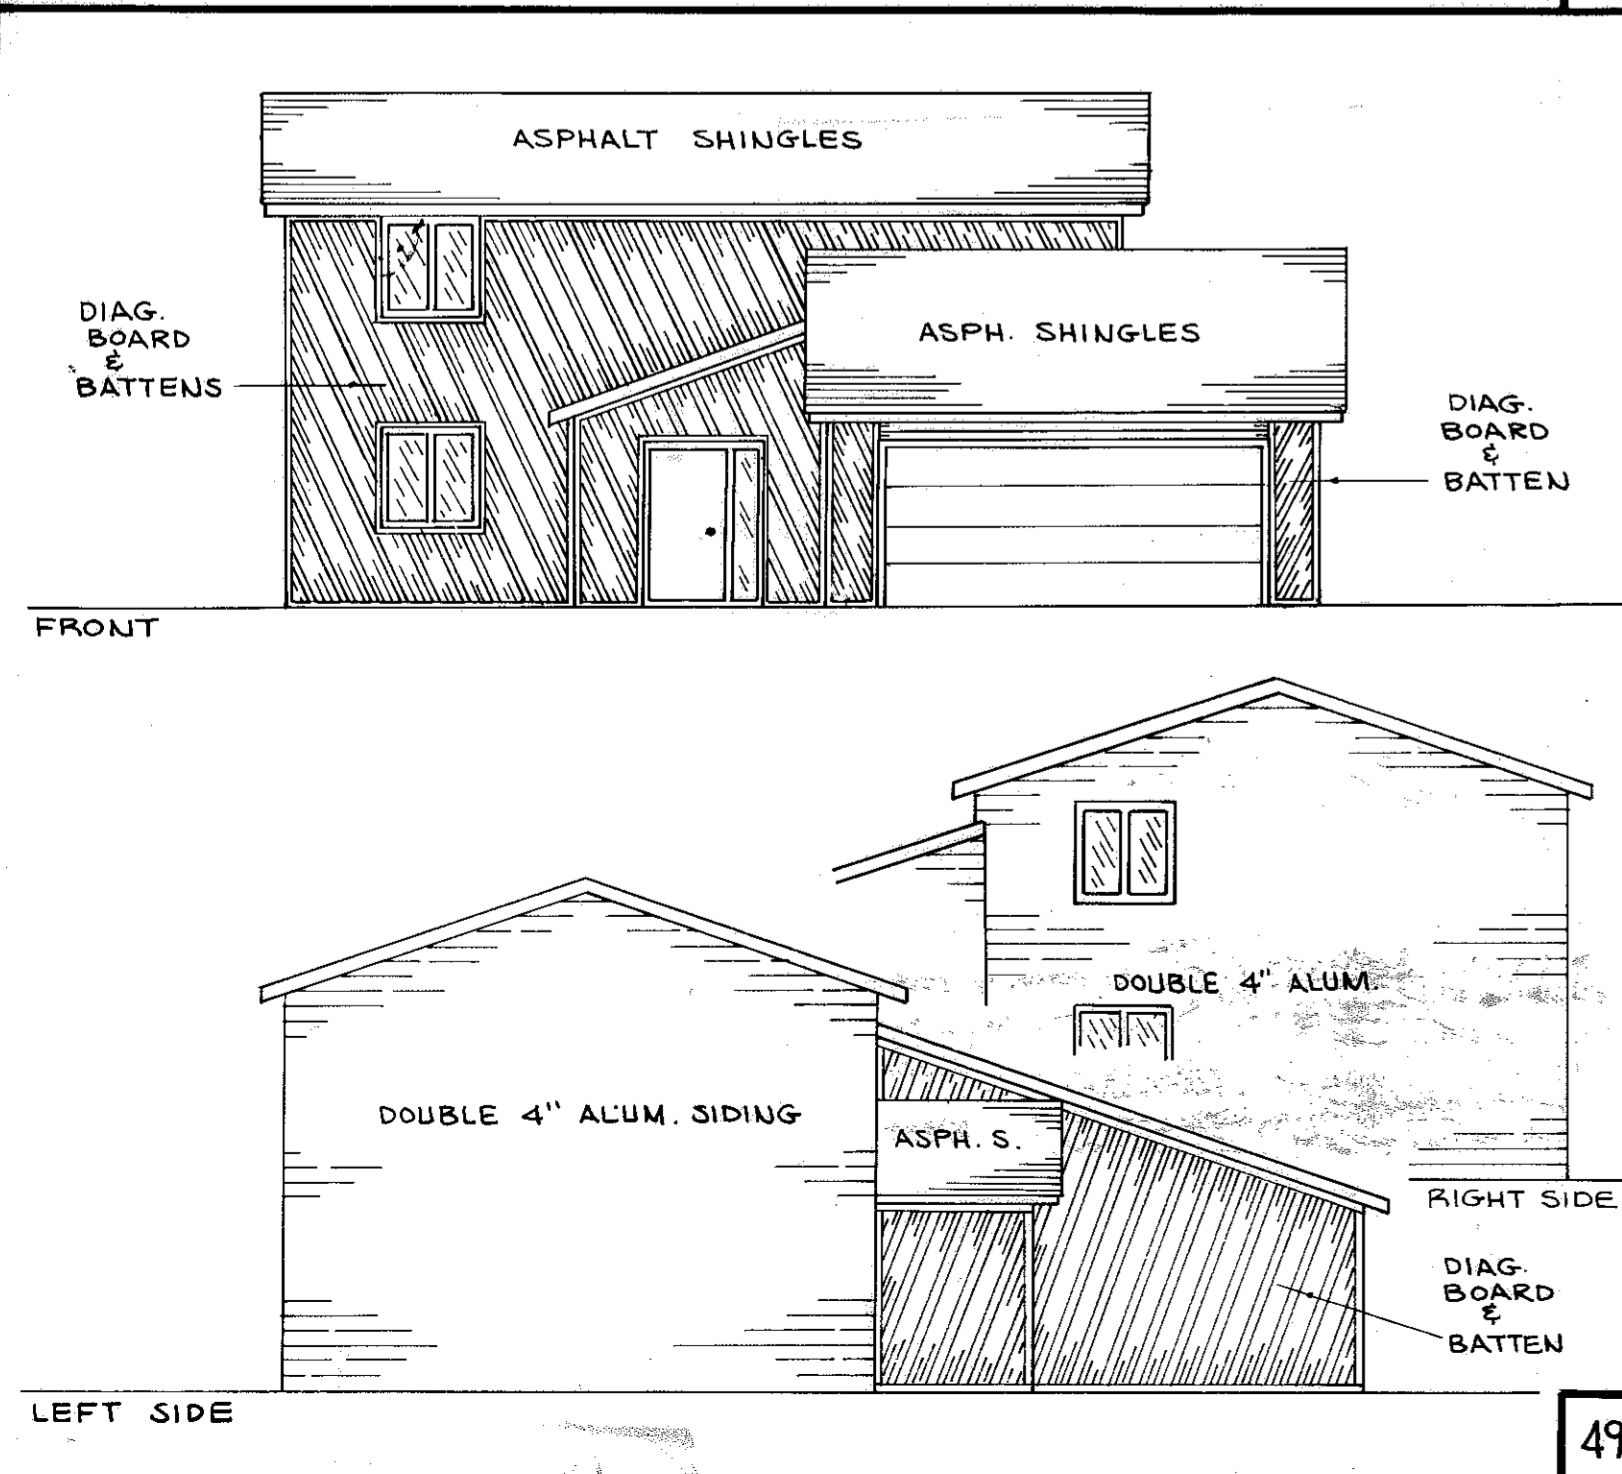 ASPHALT SHINGLES
DIAG.
BOARD
&
BATTENS
ASPH. SHINGLES
DIAG.
BOARD
&
BATTEN
FRONT
DOUBLE 4" ALUM.
DOUBLE 4" ALUM. SIDING
ASPH. S.
RIGHT SIDE
DIAG.
BOARD
&
BATTEN
LEFT SIDE
49